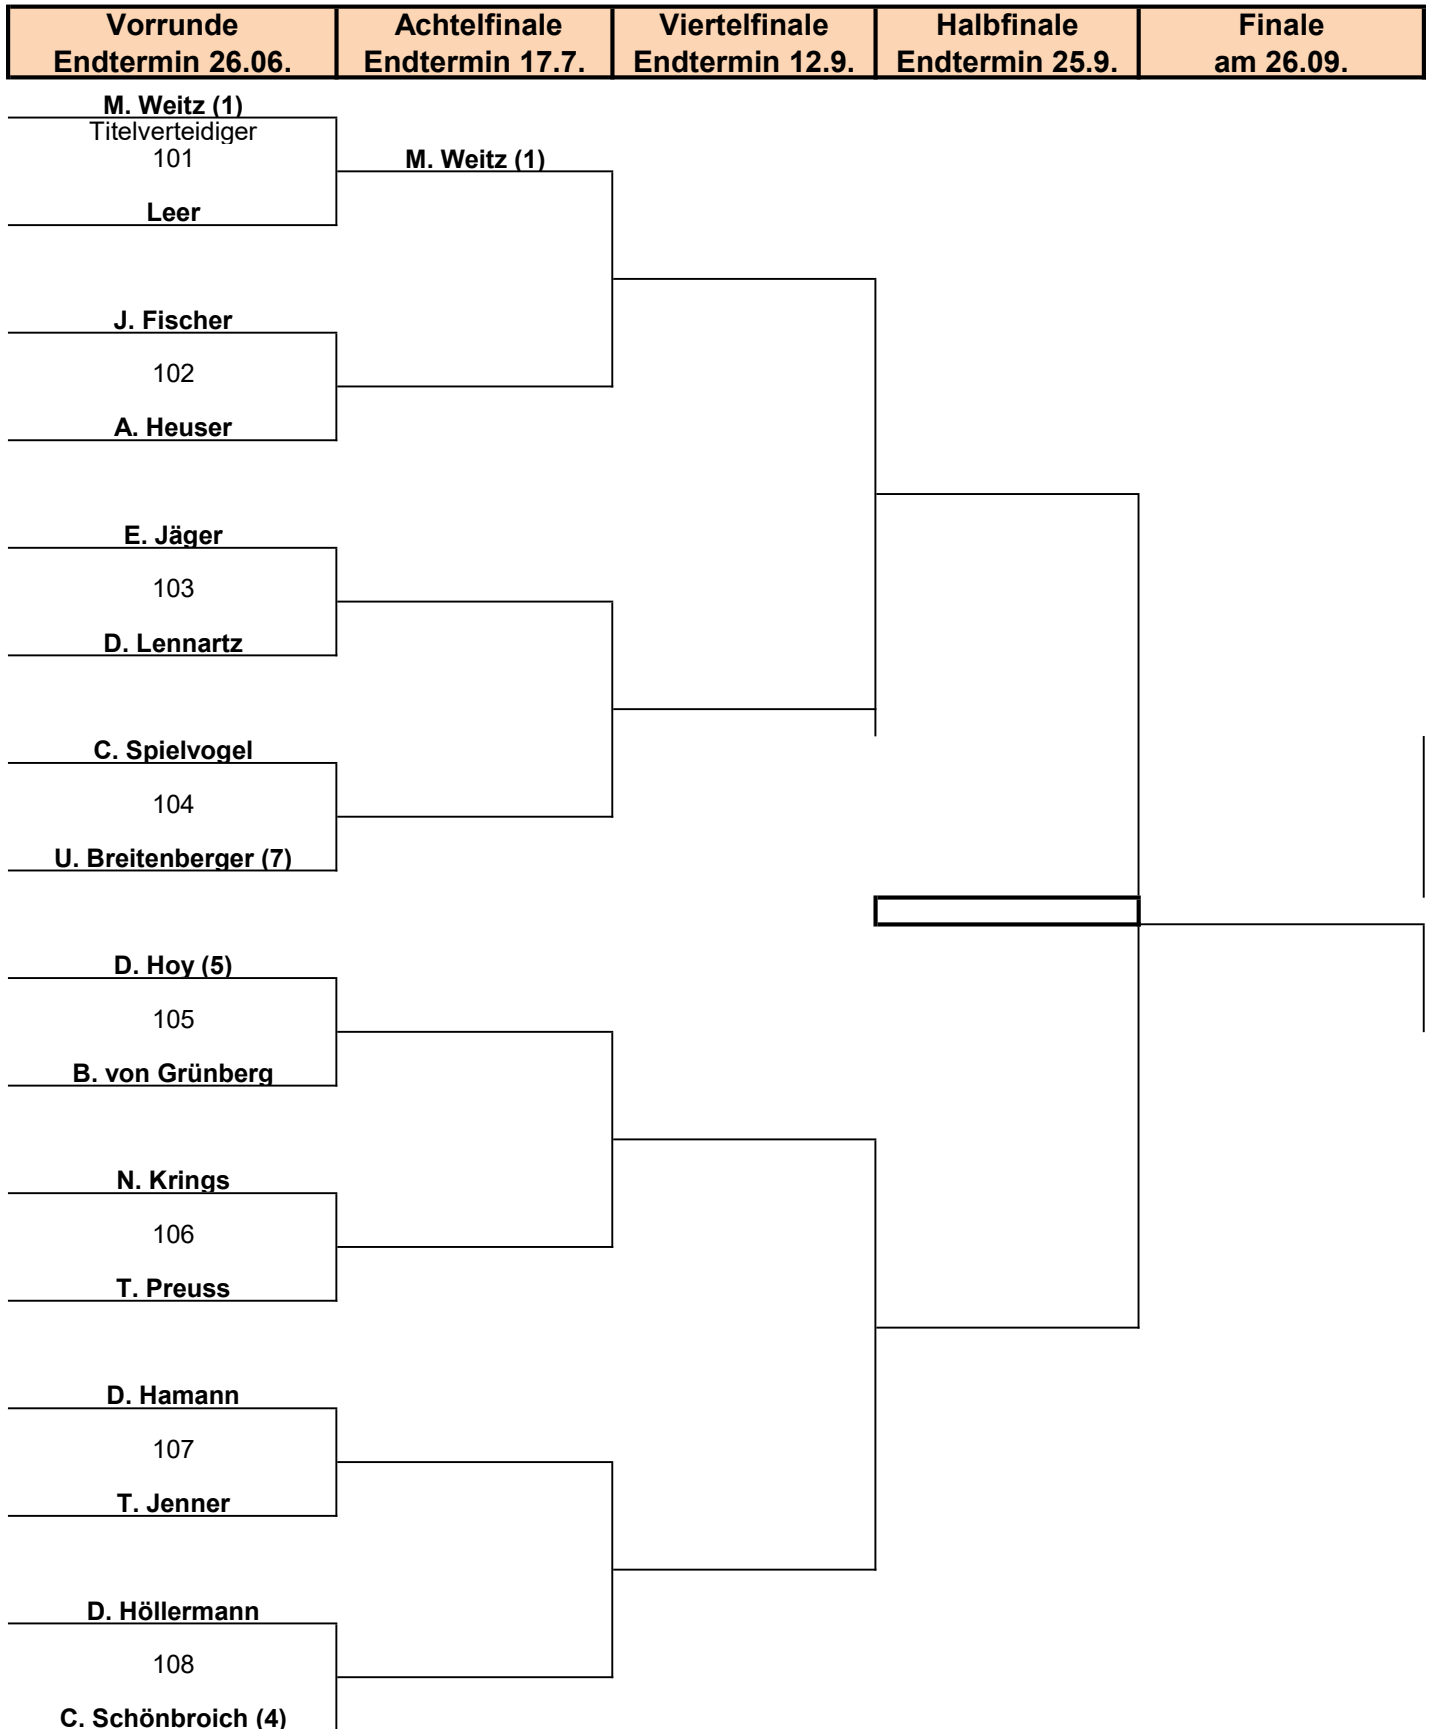 Vorrunde Achtelfinale Viertelfinale Halbfinale Finale
Endtermin 26.06. Endtermin 17.7. Endtermin 12.9. Endtermin 25.9. am 26.09.
M. Weitz (1)
Titelverteidiger
101 M. Weitz (1)
Leer
J. Fischer
102
A. Heuser
E. Jäger
103
D. Lennartz
C. Spielvogel
104
U. Breitenberger (7)
D. Hoy (5)
105
B. von Grünberg
N. Krings
106
T. Preuss
D. Hamann
107
T. Jenner
D. Höllermann
108
C. Schönbroich (4)